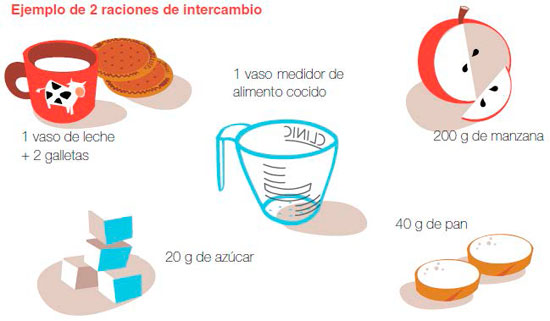 Ejemplo de 2 raciones de intercambio
1 vaso de leche
+ 2 galletas
1 vaso medidor de
alimento cocido
CLINIC
200 g de manzana
20 g de azúcar
40 g de pan